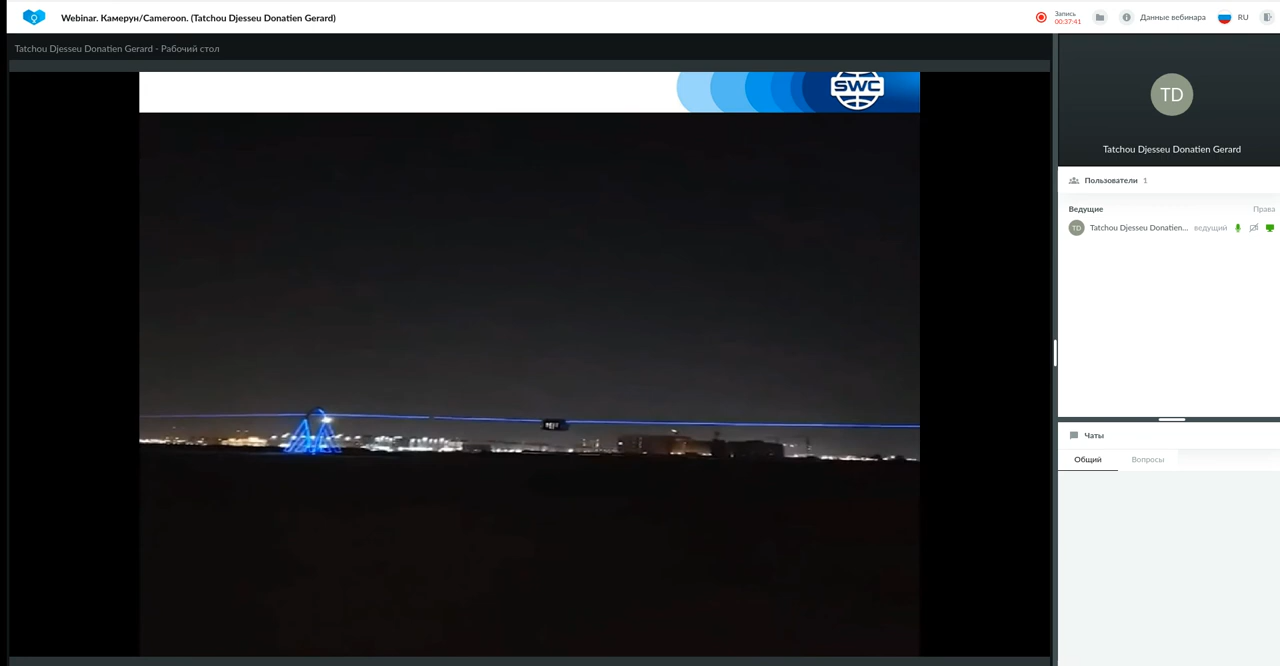 Webinar. Камерун/Cameroon. (Tatchou Djesseu Donatien Gerard)
Запись
00:37:41
Данные вебинара
RU
Tatchou Djesseu Donatien Gerard - Рабочий стол
SWC
TD
Tatchou Djesseu Donatien Gerard
Пользователи 1
Ведущие
Права
TD
Tatchou Djesseu Donatien... ведущий
Чаты
Общий
Вопросы